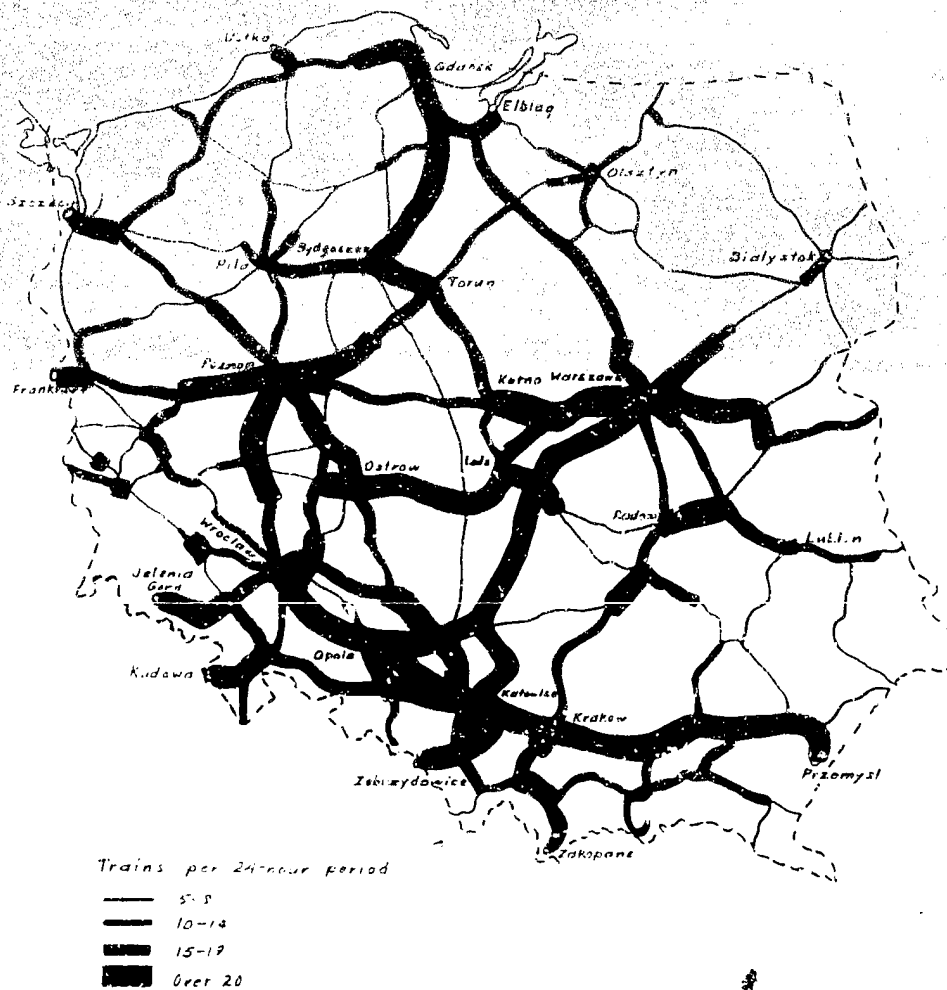 Ustka
Gdansk
Elblag
Olsztyn
Szczec
Bydgoszcz
Pila
Bialystok
Torun
Poznan
Kutno
Warszawa
Frankfurt
Ostrow
Lodz
Radom
Wroclaw
Lublin
Jelenia
Gora
Opole
Kudowa
Katowice
Krakow
Zebrzydowice
Przemysl
Zakopane
Trains per 24-hour period
10-14
15-19
Over 20